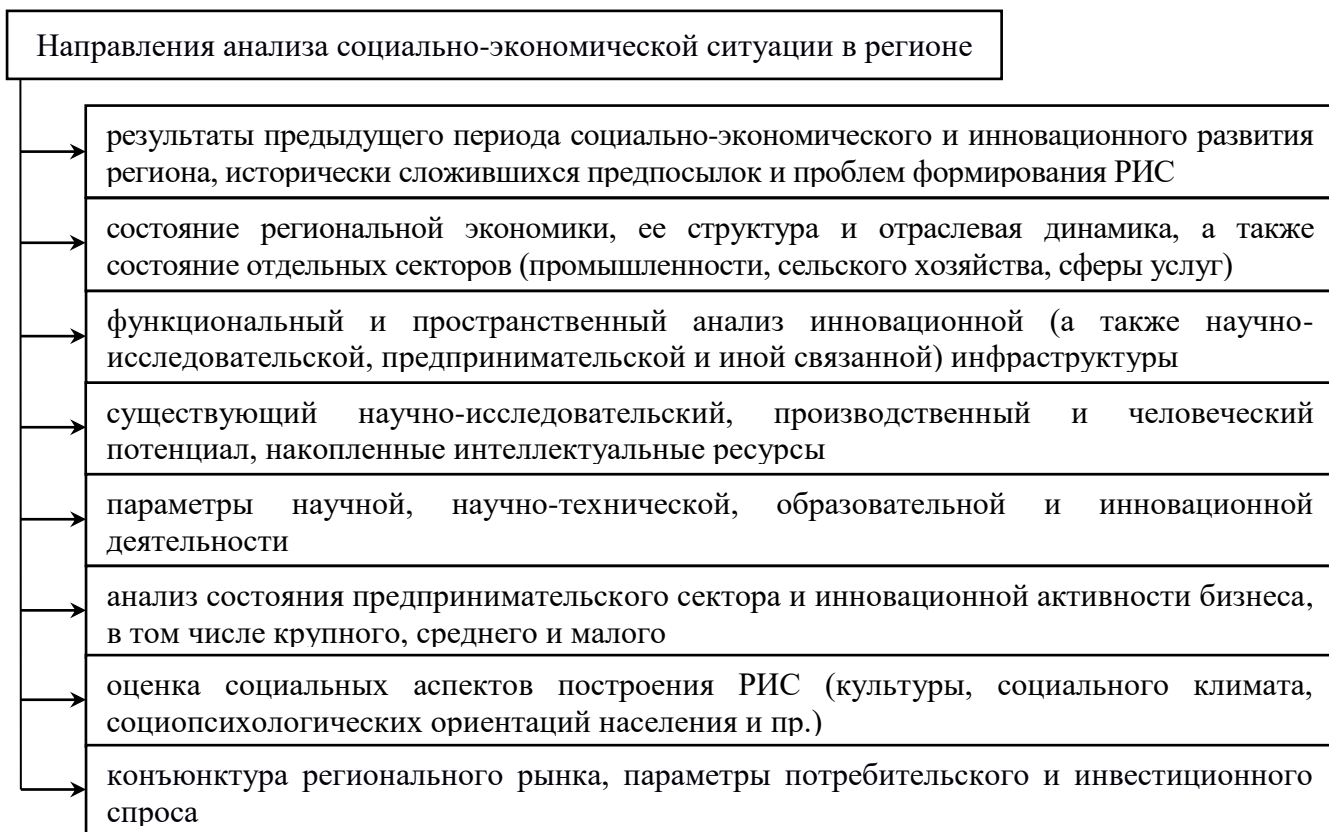 Направления анализа социально-экономической ситуации в регионе
результаты предыдущего периода социально-экономического и инновационного развития
региона, исторически сложившихся предпосылок и проблем формирования РИС
состояние региональной экономики, ее структура и отраслевая динамика, а также
состояние отдельных секторов (промышленности, сельского хозяйства, сферы услуг)
функциональный и пространственный анализ инновационной (а также научно-
исследовательской, предпринимательской и иной связанной) инфраструктуры
существующий научно-исследовательский, производственный и человеческий
потенциал, накопленные интеллектуальные ресурсы
параметры научной, научно-технической, образовательной и инновационной
деятельности
анализ состояния предпринимательского сектора и инновационной активности бизнеса,
в том числе крупного, среднего и малого
оценка социальных аспектов построения РИС (культуры, социального климата,
социопсихологических ориентаций населения и пр.)
конъюнктура регионального рынка, параметры потребительского и инвестиционного
спроса